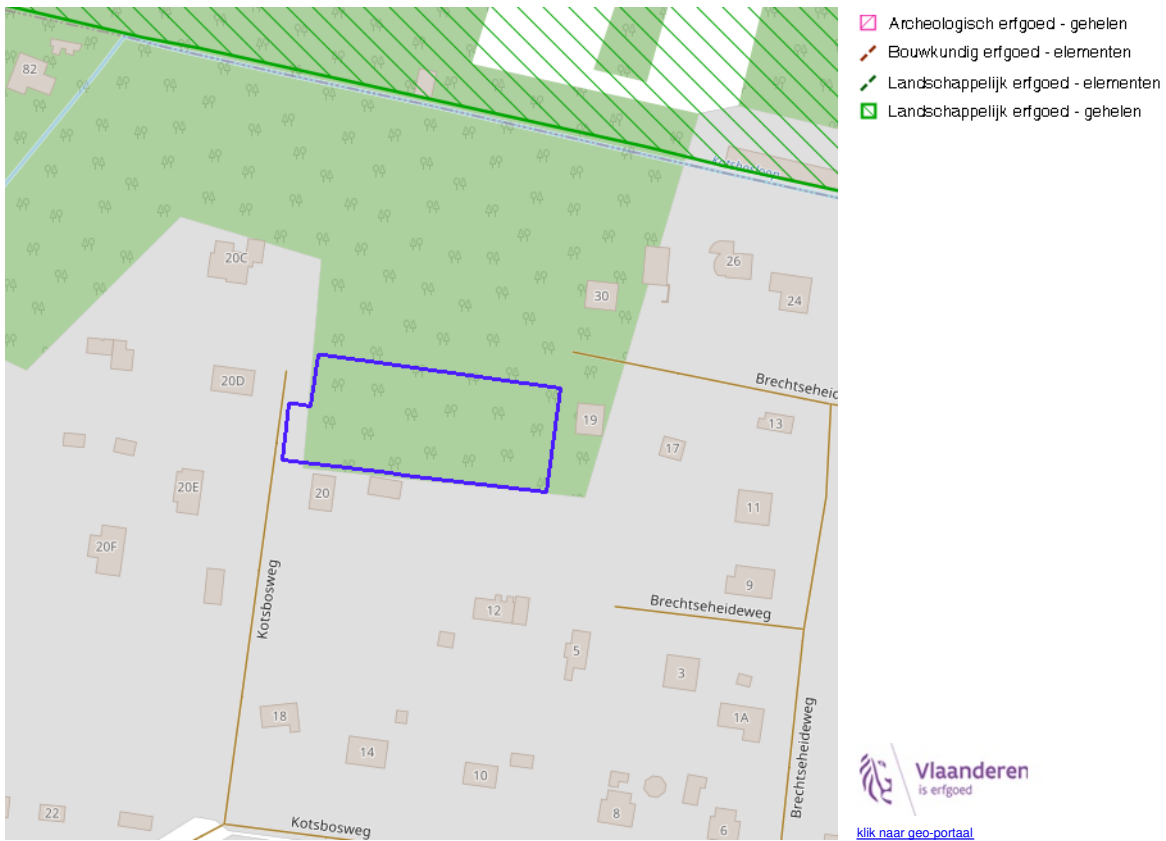 Archeologisch erfgoed - gehelen
Bouwkundig erfgoed - elementen
Landschappelijk erfgoed - elementen
Landschappelijk erfgoed - gehelen
82
20C
26
30
24
20D
Brechtseheid
19
13
17
20E
20
11
20F
9
Kotsbosweg
12
Brechtseheideweg
5
3
18
1A
14
10
Brechtseheideweg
22
8
6
Kotsbosweg
Vlaanderen
is erfgoed
klik naar geo-portaal